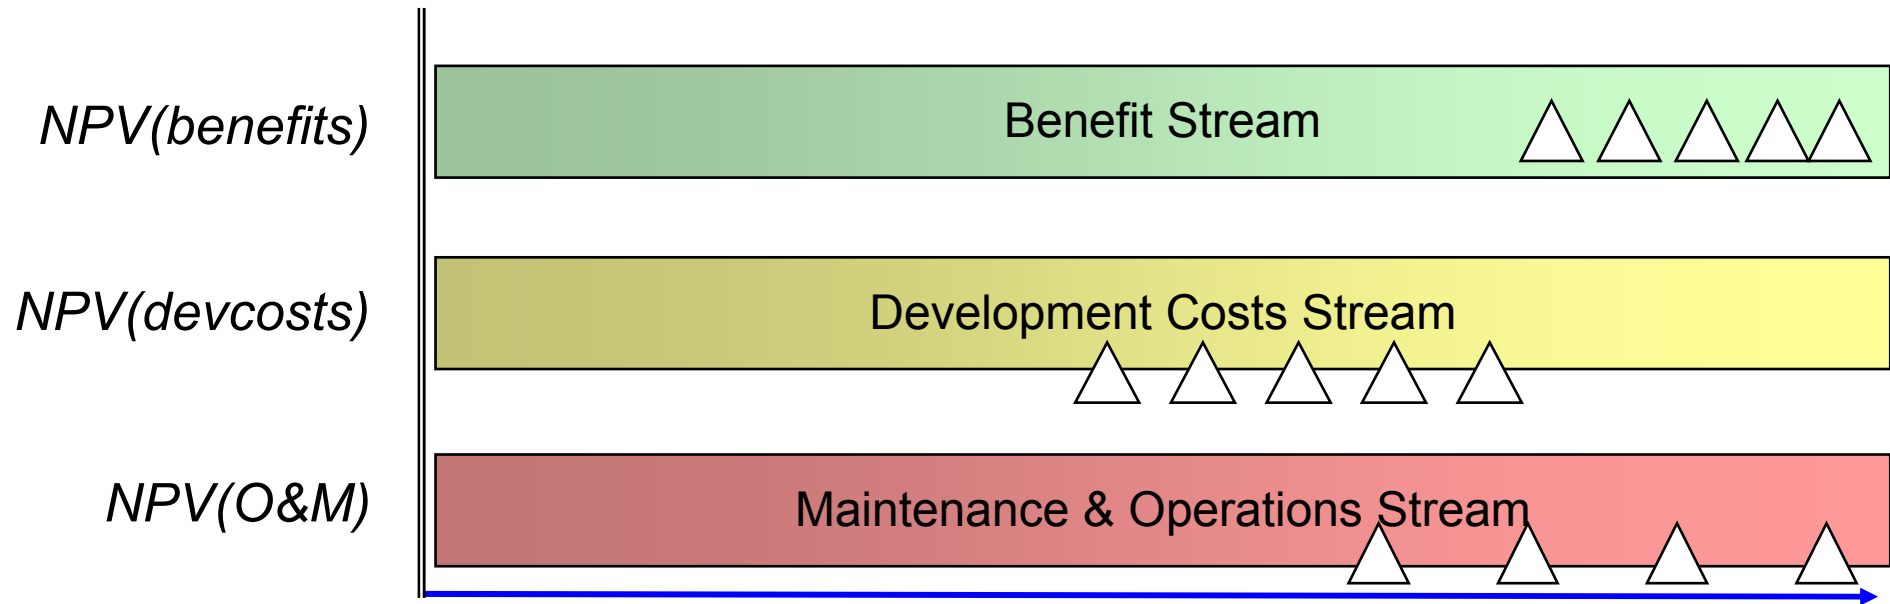 NPV(benefits)
Benefit Stream
NPV(devcosts)
Development Costs Stream
NPV(O&M)
Maintenance & Operations Stream